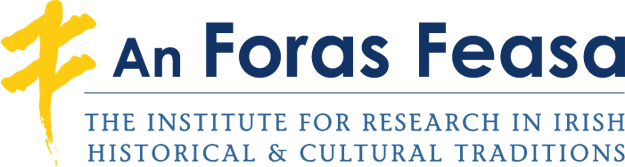 An Foras Feasa
THE INSTITUTE FOR RESEARCH IN IRISH
HISTORICAL & CULTURAL TRADITIONS